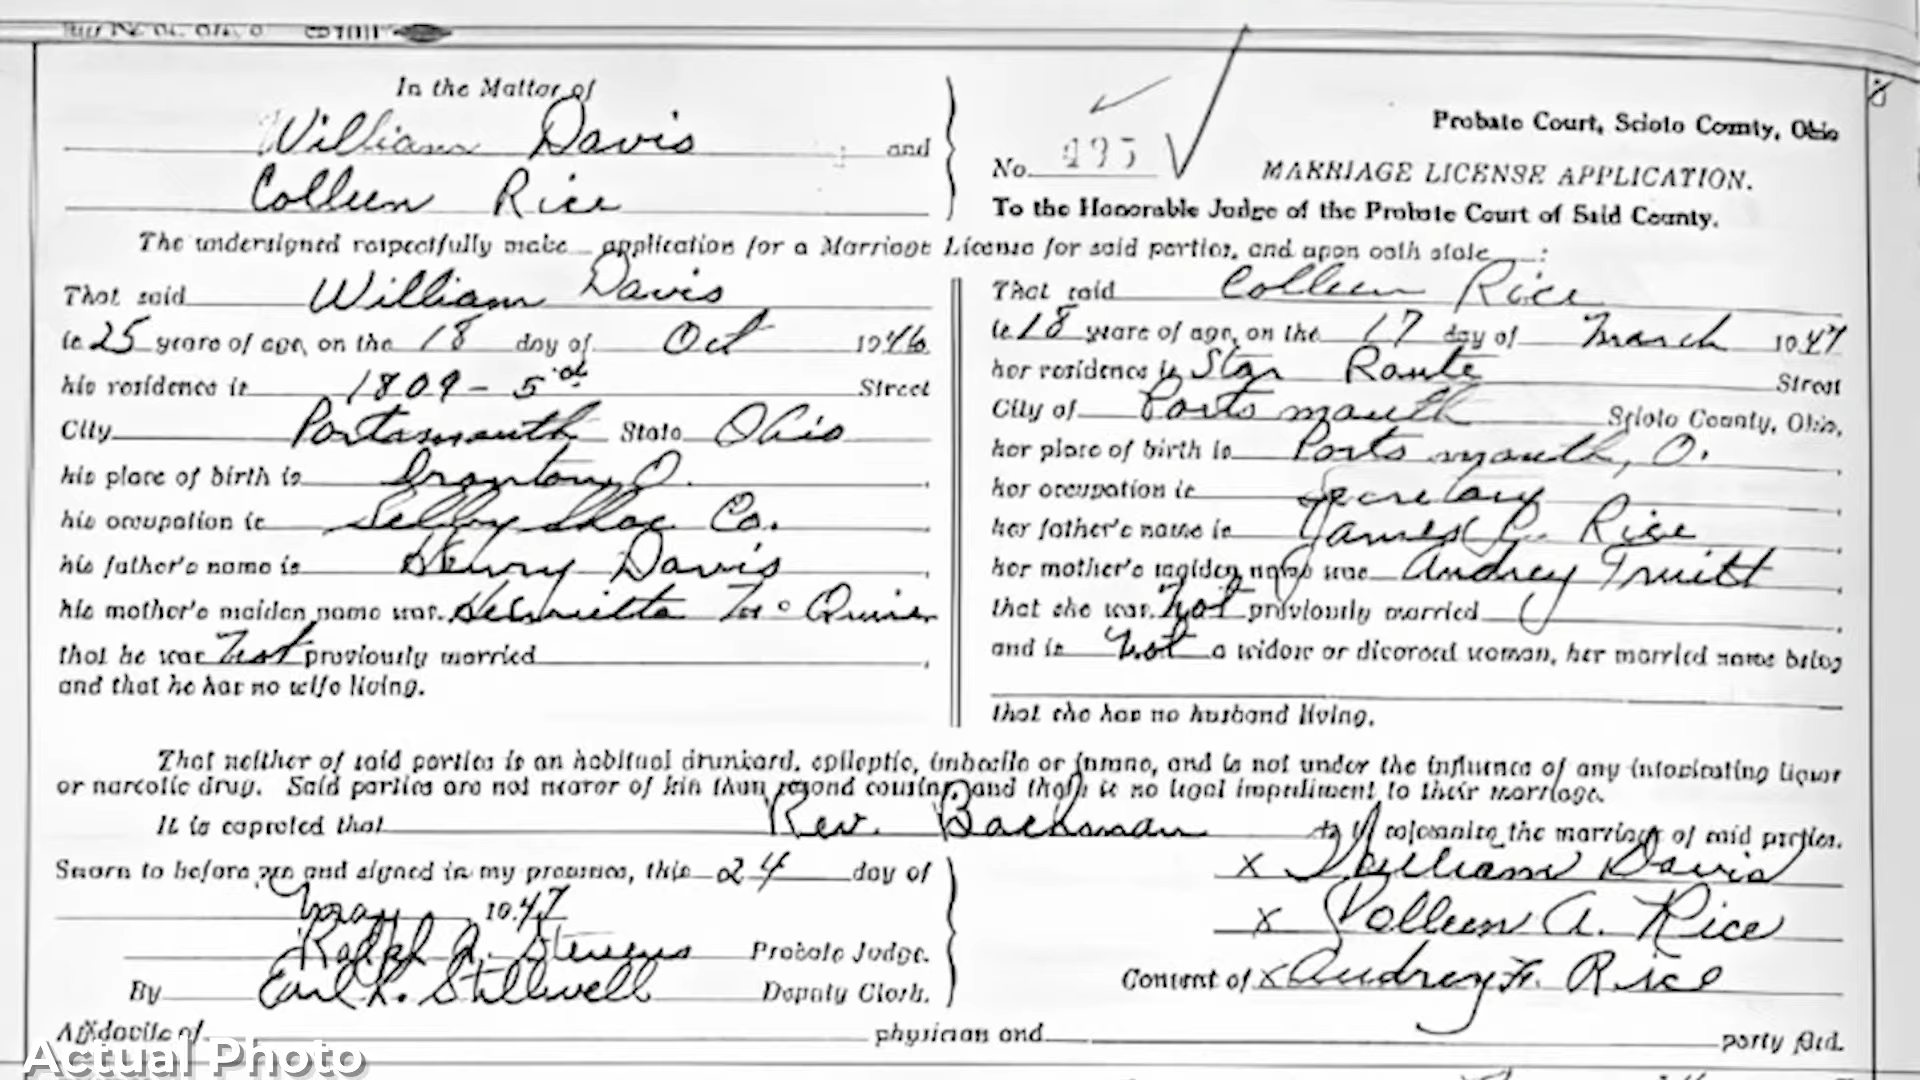 In the Matter of
William Davis and
Colleen Rice
Probate Court, Scioto County, Ohio
No. 495
MARRIAGE LICENSE APPLICATION.
To the Honorable Judge of the Probate Court of Said County.
The undersigned respectfully make application for a Marriage License for said parties, and upon oath state :
That said William Davis
is 25 years of age, on the 18 day of Oct 1946
his residence is 1809 - 5 Street
City Portsmouth State Ohio
his place of birth is Ironton, O.
his occupation is Selby Shoe Co.
his father's name is Henry Davis
his mother's maiden name was Henrietta
that he was Not previously married
and that he has no wife living.
That said Colleen Rice
is 18 years of age, on the 17 day of March 1947
her residence is Star Route Street
City of Portsmouth Scioto County, Ohio,
her place of birth is Portsmouth, O.
her occupation is Secretary
her father's name is James Rice
her mother's maiden name was Audrey Truitt
that she was Not previously married
and is Not a widow or divorced woman, her married name being
that she has no husband living.
That neither of said parties is an habitual drunkard, epileptic, imbecile or insane, and is not under the influence of any intoxicating liquor
or narcotic drug. Said parties are not nearer of kin than second cousins, and there is no legal impediment to their marriage.
It is expected that Rev. Bachman to solemnize the marriage of said parties.
Sworn to before me and signed in my presence, this 24 day of
May 1947
Ralph A. Stevens Probate Judge.
By Earl L. Stillwell Deputy Clerk.
x William Davis
x Colleen A. Rice
Consent of x Audrey F. Rice
Affidavits of physician and party filed.
Actual Photo